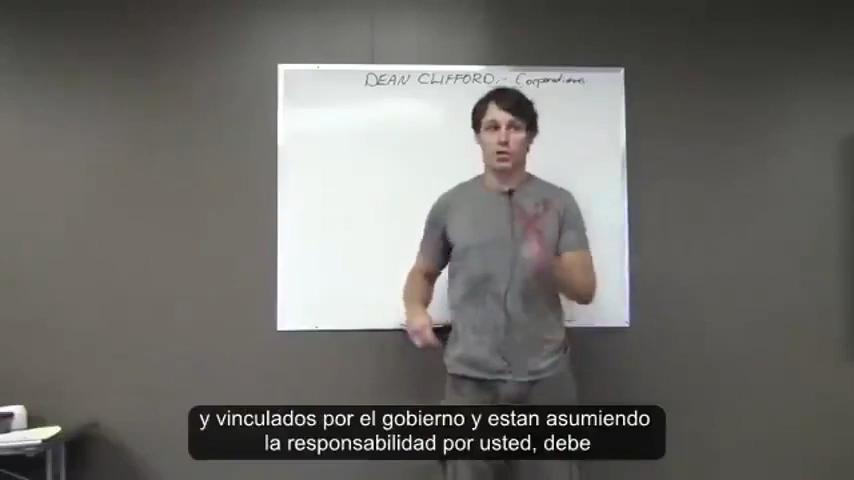 DEAN CLIFFORD.- Corporations
y vinculados por el gobierno y estan asumiendo
la responsabilidad por usted, debe